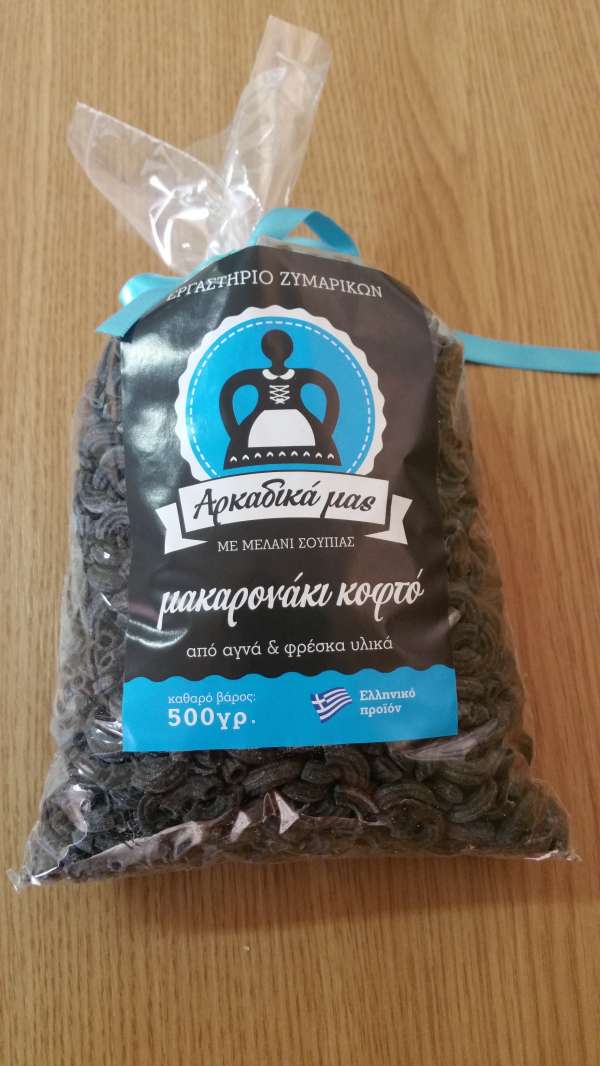 ΕΡΓΑΣΤΗΡΙΟ ΖΥΜΑΡΙΚΩΝ
Αρκαδικά μας
ΜΕ ΜΕΛΑΝΙ ΣΟΥΠΙΑΣ
μακαρονάκι κοφτό
από αγνά & φρέσκα υλικά
καθαρό βάρος:
500γρ.
Ελληνικό
προϊόν